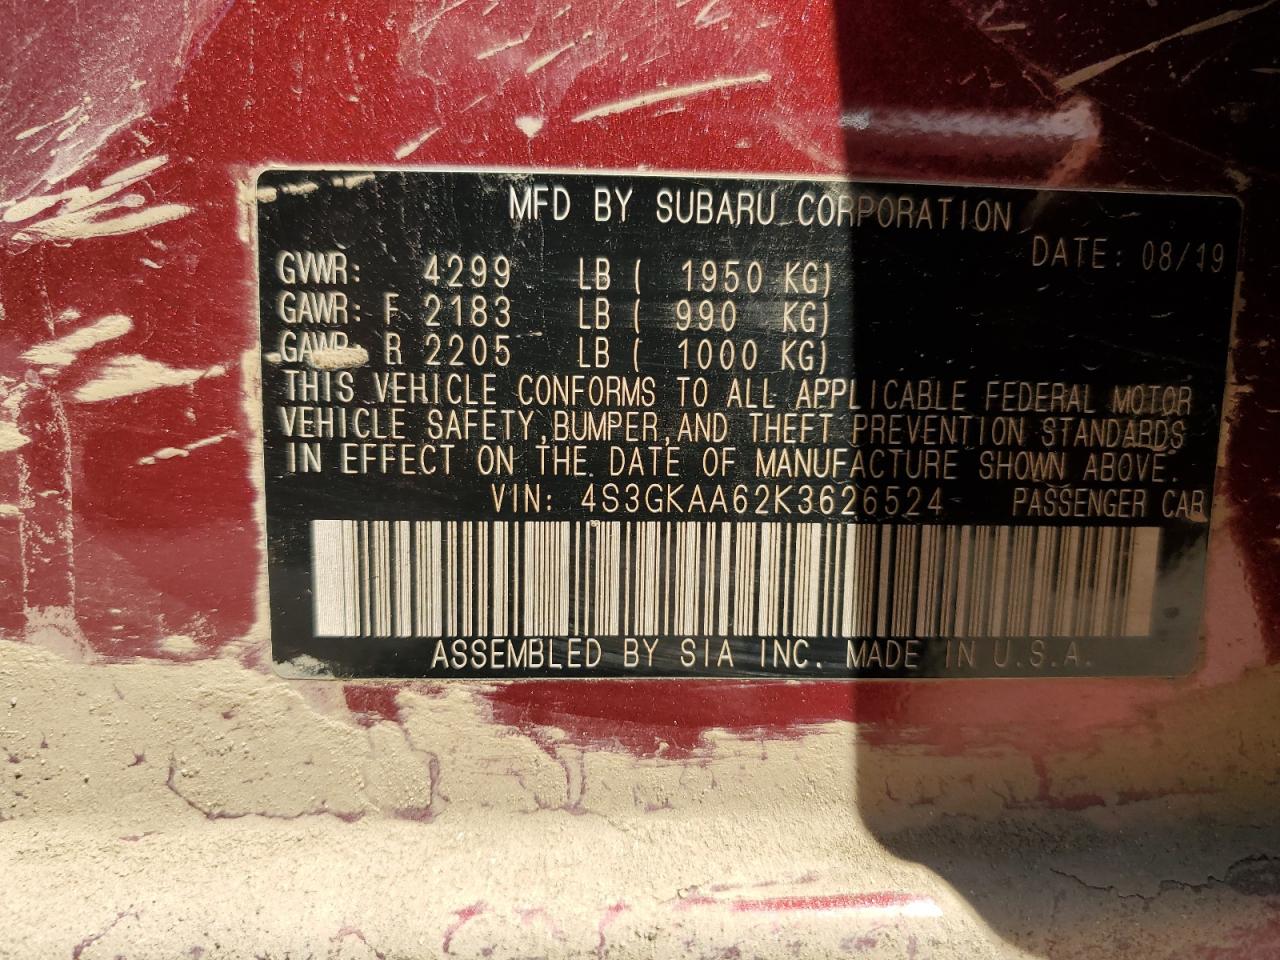 MFD BY SUBARU CORPORATION
DATE: 08/19
GVWR: 4299 LB ( 1950 KG)
GAWR: F 2183 LB ( 990 KG)
GAWR: R 2205 LB ( 1000 KG)
THIS VEHICLE CONFORMS TO ALL APPLICABLE FEDERAL MOTOR
VEHICLE SAFETY, BUMPER, AND THEFT PREVENTION STANDARDS
IN EFFECT ON THE DATE OF MANUFACTURE SHOWN ABOVE.
VIN: 4S3GKAA62K3626524 PASSENGER CAR
ASSEMBLED BY SIA INC. MADE IN U.S.A.